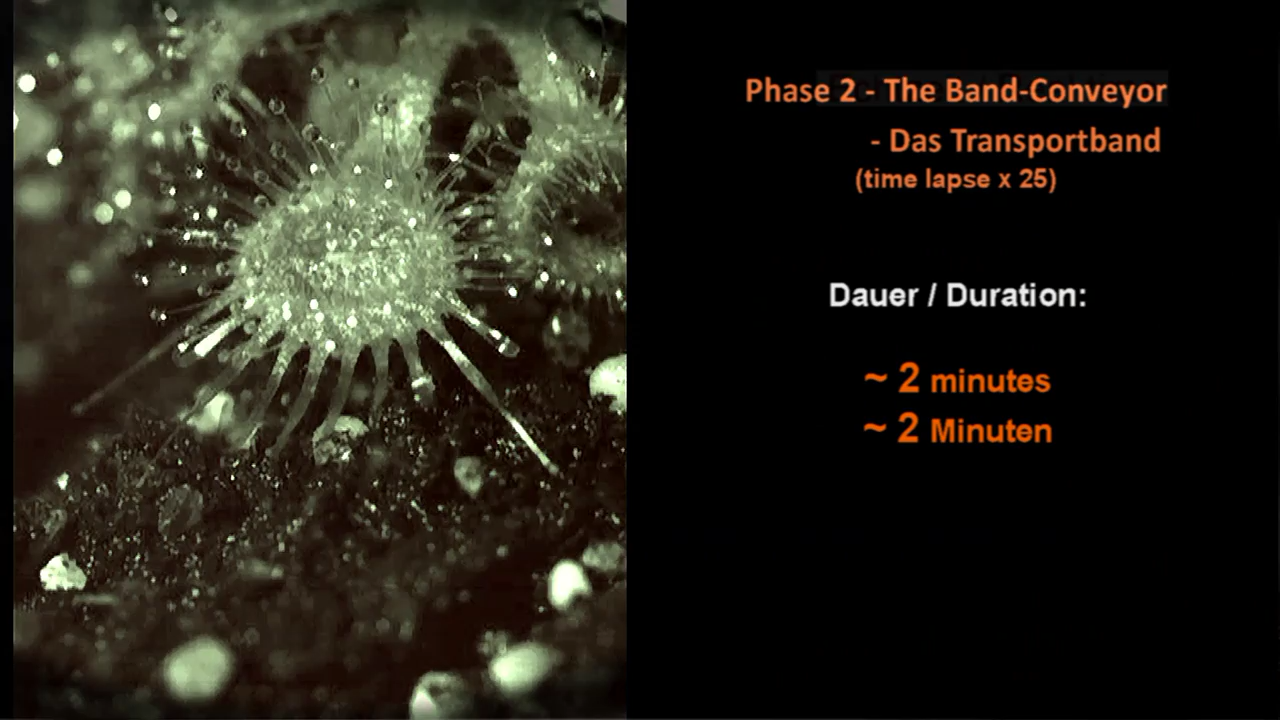 Phase 2 - The Band-Conveyor
- Das Transportband
(time lapse x 25)
Dauer / Duration:
~ 2 minutes
~ 2 Minuten